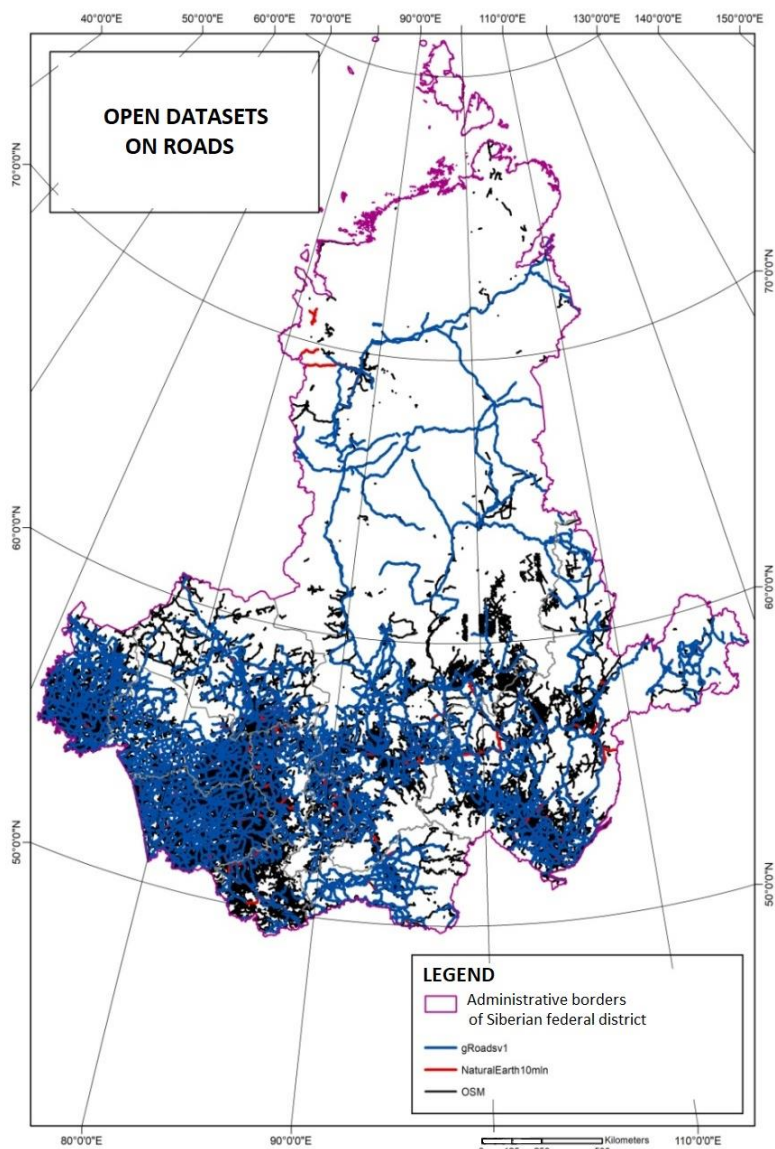 40°0'0"E 50°0'0"E 60°0'0"E 70°0'0"E 90°0'0"E 110°0'0"E 130°0'0"E 140°0'0"E 150°0'0"E
OPEN DATASETS
ON ROADS
70°0'0"N
70°0'0"N
60°0'0"N
60°0'0"N
50°0'0"N
50°0'0"N
LEGEND
Administrative borders
of Siberian federal district
gRoadsv1
NaturalEarth10mln
OSM
Kilometers
80°0'0"E 90°0'0"E 110°0'0"E